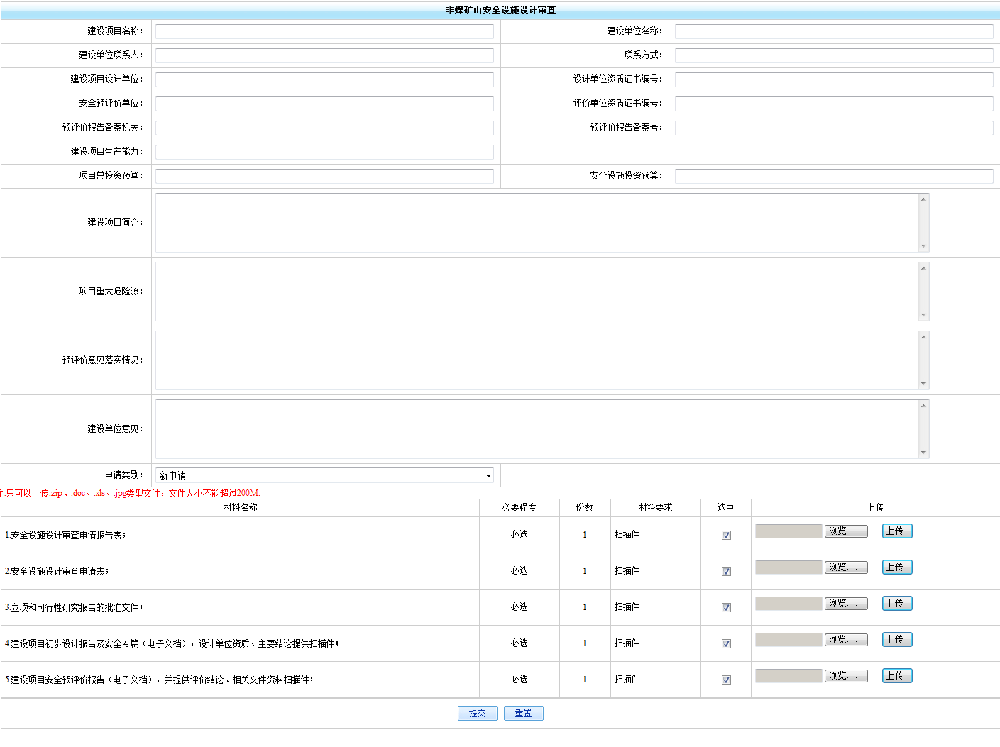 非煤矿山安全设施设计审查
建设项目名称： 建设单位名称：
建设单位联系人： 联系方式：
建设项目设计单位： 设计单位资质证书编号：
安全预评价单位： 评价单位资质证书编号：
预评价报告备案机关： 预评价报告备案号：
建设项目生产能力：
项目总投资预算： 安全设施投资预算：
建设项目简介：
项目重大危险源：
预评价意见落实情况：
建设单位意见：
申请类别： 新申请
注:只可以上传.zip、.doc、.xls、.jpg类型文件，文件大小不能超过200M.
材料名称 必要程度 份数 材料要求 选中 上传
1.安全设施设计审查申请报告表； 必选 1 扫描件 浏览... 上传
2.安全设施设计审查申请表； 必选 1 扫描件 浏览... 上传
3.立项和可行性研究报告的批准文件； 必选 1 扫描件 浏览... 上传
4.建设项目初步设计报告及安全专篇（电子文档），设计单位资质、主要结论提供扫描件； 必选 1 扫描件 浏览... 上传
5.建设项目安全预评价报告（电子文档），并提供评价结论、相关文件资料扫描件； 必选 1 扫描件 浏览... 上传
提交 重置